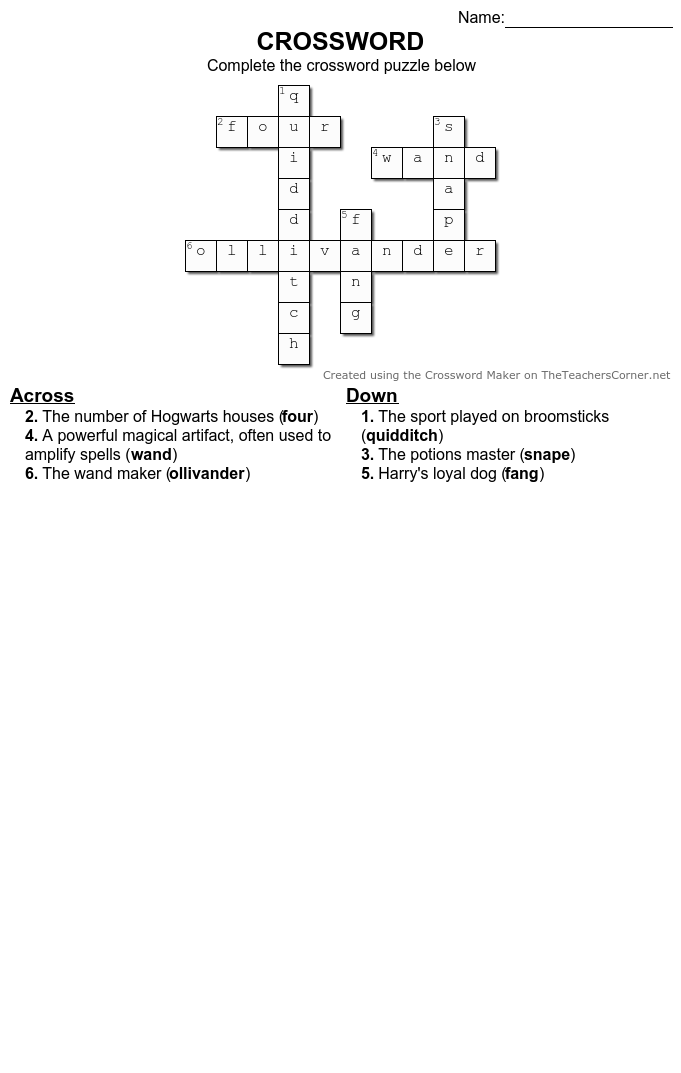 Name:
CROSSWORD
Complete the crossword puzzle below
1 q
2 f o u r 3 s
i 4 w a n d
d a
d 5 f p
6 o l l i v a n d e r
t n
c g
h
Created using the Crossword Maker on TheTeachersCorner.net
Across
2. The number of Hogwarts houses (four)
4. A powerful magical artifact, often used to
amplify spells (wand)
6. The wand maker (ollivander)
Down
1. The sport played on broomsticks
(quidditch)
3. The potions master (snape)
5. Harry's loyal dog (fang)